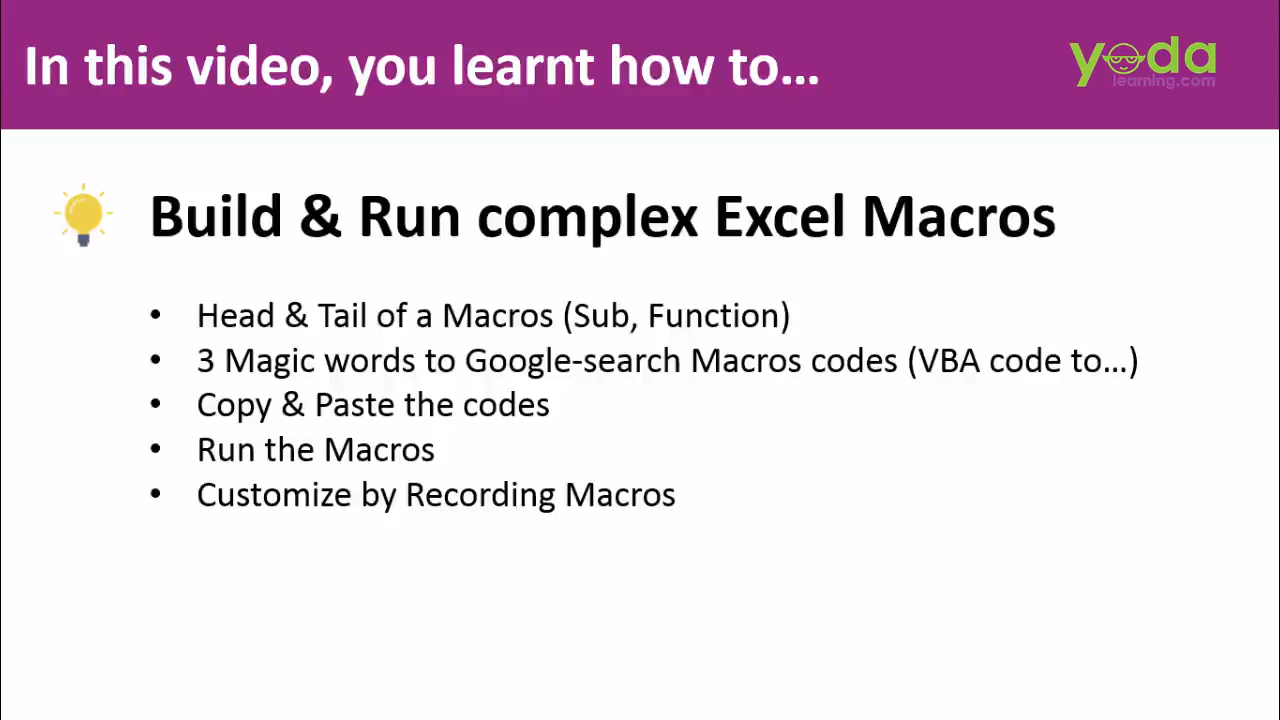 In this video, you learnt how to...
yoda
learning.com
Build & Run complex Excel Macros
• Head & Tail of a Macros (Sub, Function)
• 3 Magic words to Google-search Macros codes (VBA code to...)
• Copy & Paste the codes
• Run the Macros
• Customize by Recording Macros